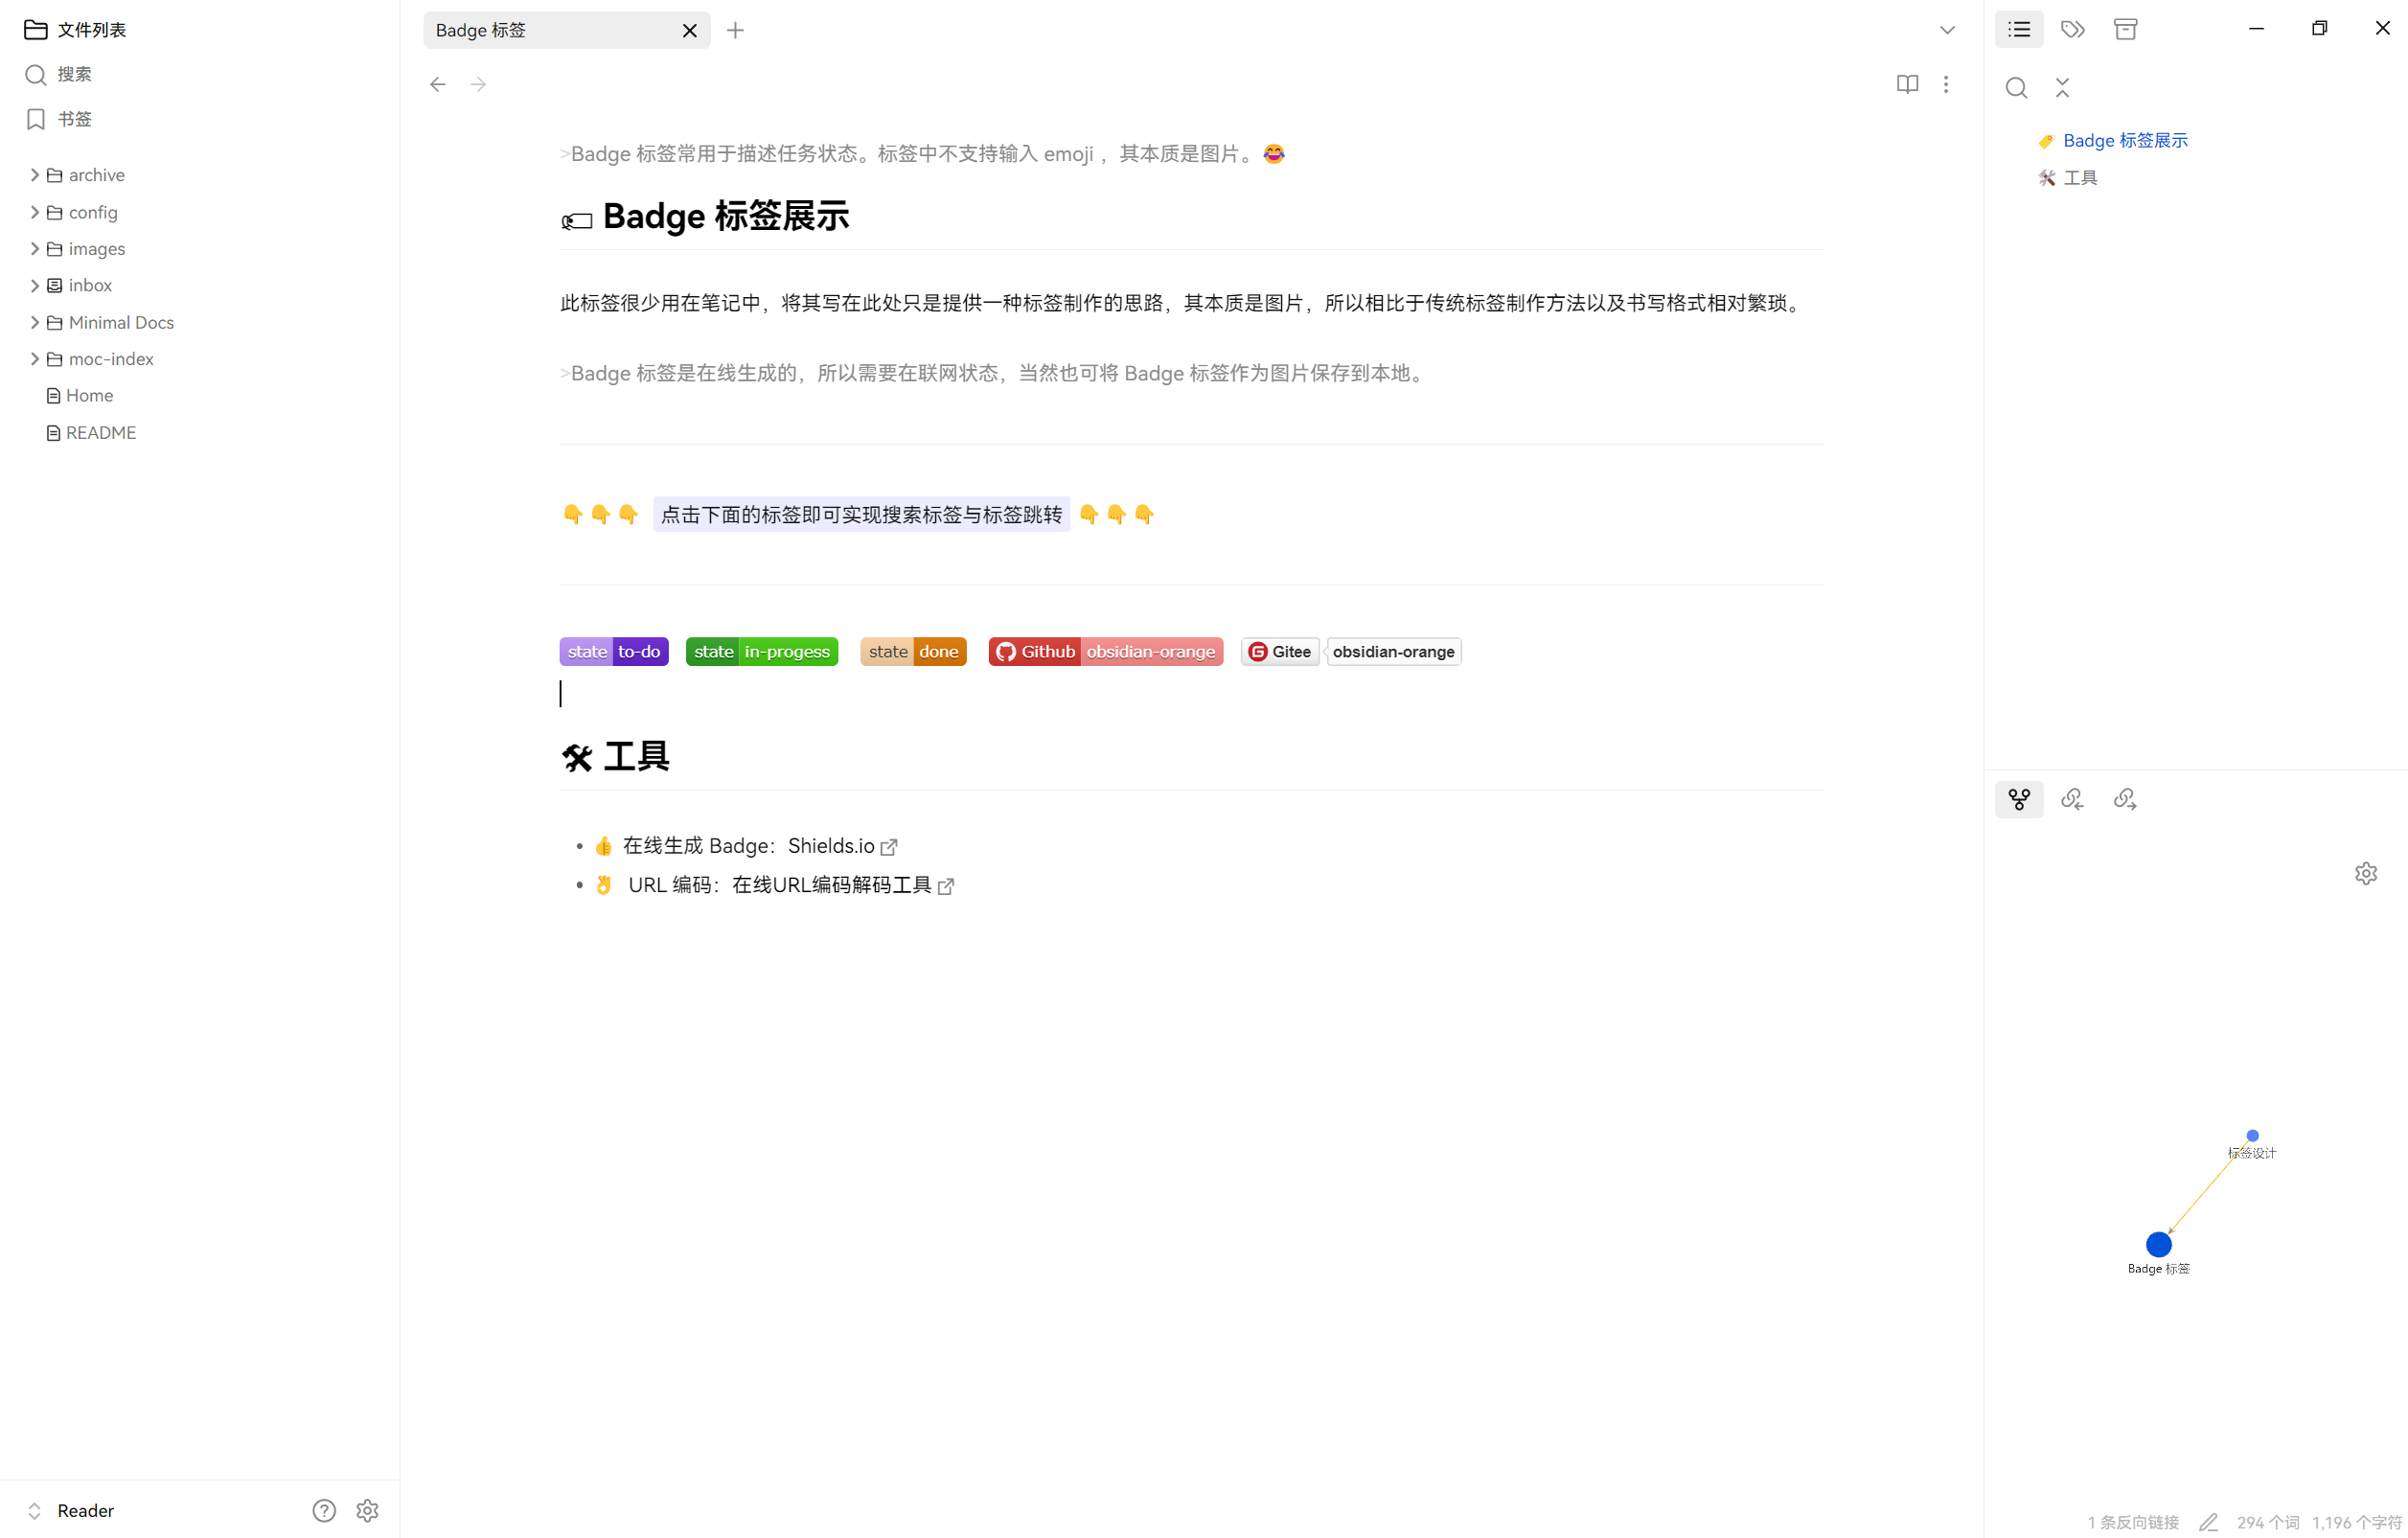 文件列表
搜索
书签
archive
config
images
inbox
Minimal Docs
moc-index
Home
README
Reader
Badge 标签
>Badge 标签常用于描述任务状态。标签中不支持输入 emoji ，其本质是图片。😂
🏷 Badge 标签展示
此标签很少用在笔记中，将其写在此处只是提供一种标签制作的思路，其本质是图片，所以相比于传统标签制作方法以及书写格式相对繁琐。
>Badge 标签是在线生成的，所以需要在联网状态，当然也可将 Badge 标签作为图片保存到本地。
👇👇👇 点击下面的标签即可实现搜索标签与标签跳转 👇👇👇
state to-do state in-progess state done Github obsidian-orange Gitee obsidian-orange
🛠 工具
• 👍 在线生成 Badge：Shields.io
• 👌 URL 编码：在线URL编码解码工具
🏷️ Badge 标签展示
🛠️ 工具
标签设计
Badge 标签
1 条反向链接 294 个词 1,196 个字符